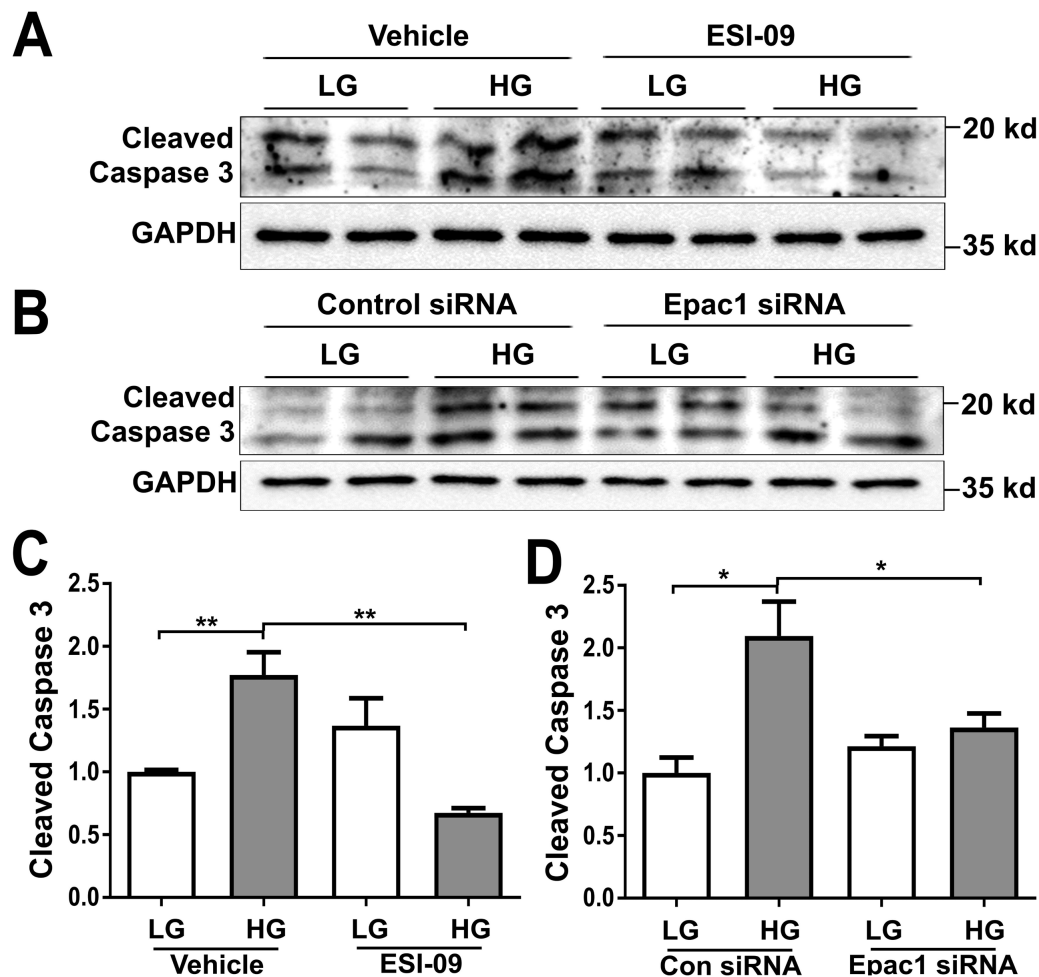 A
Vehicle ESI-09
LG HG LG HG
Cleaved
Caspase 3
20 kd
GAPDH
35 kd
B
Control siRNA Epac1 siRNA
LG HG LG HG
Cleaved
Caspase 3
20 kd
GAPDH
35 kd
C
Cleaved Caspase 3
2.5
2.0
1.5
1.0
0.5
0.0
** **
LG HG LG HG
Vehicle ESI-09
D
Cleaved Caspase 3
2.5
2.0
1.5
1.0
0.5
0.0
* *
LG HG LG HG
Con siRNA Epac1 siRNA